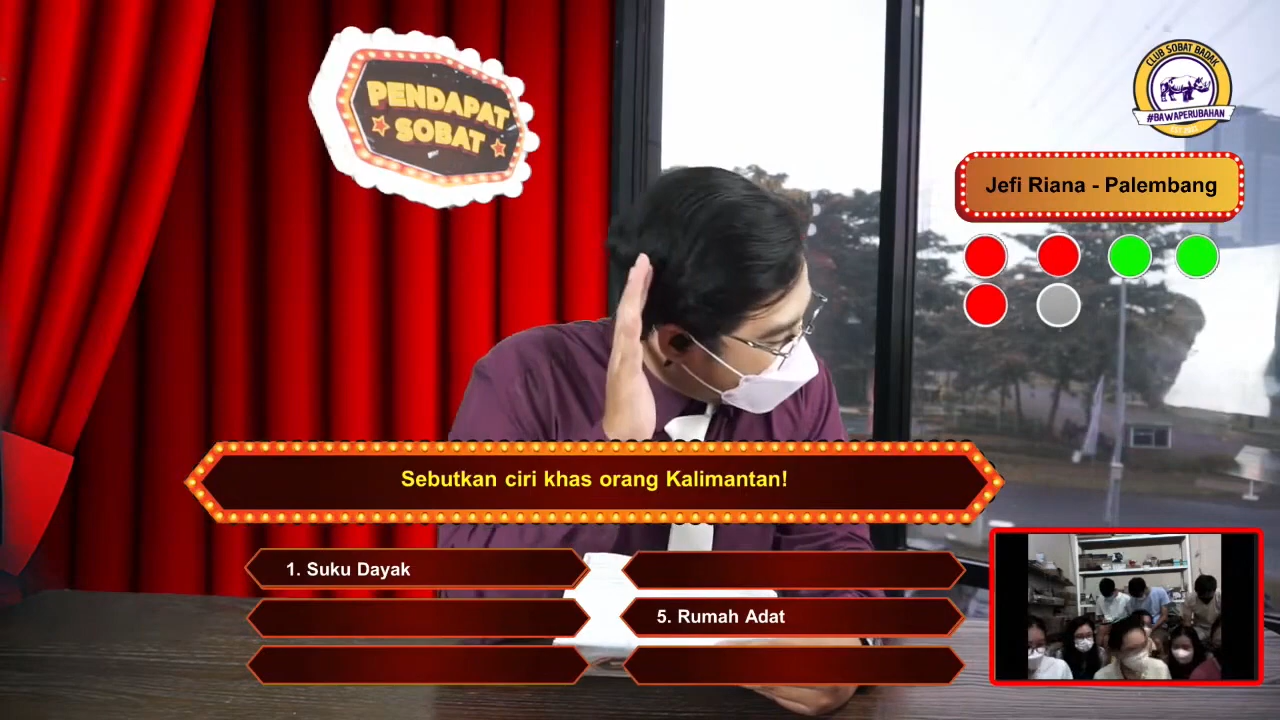 PENDAPAT
SOBAT
CLUB SOBAT BADAK
#BAWAPERUBAHAN
Jefi Riana - Palembang
Sebutkan ciri khas orang Kalimantan!
1. Suku Dayak
5. Rumah Adat